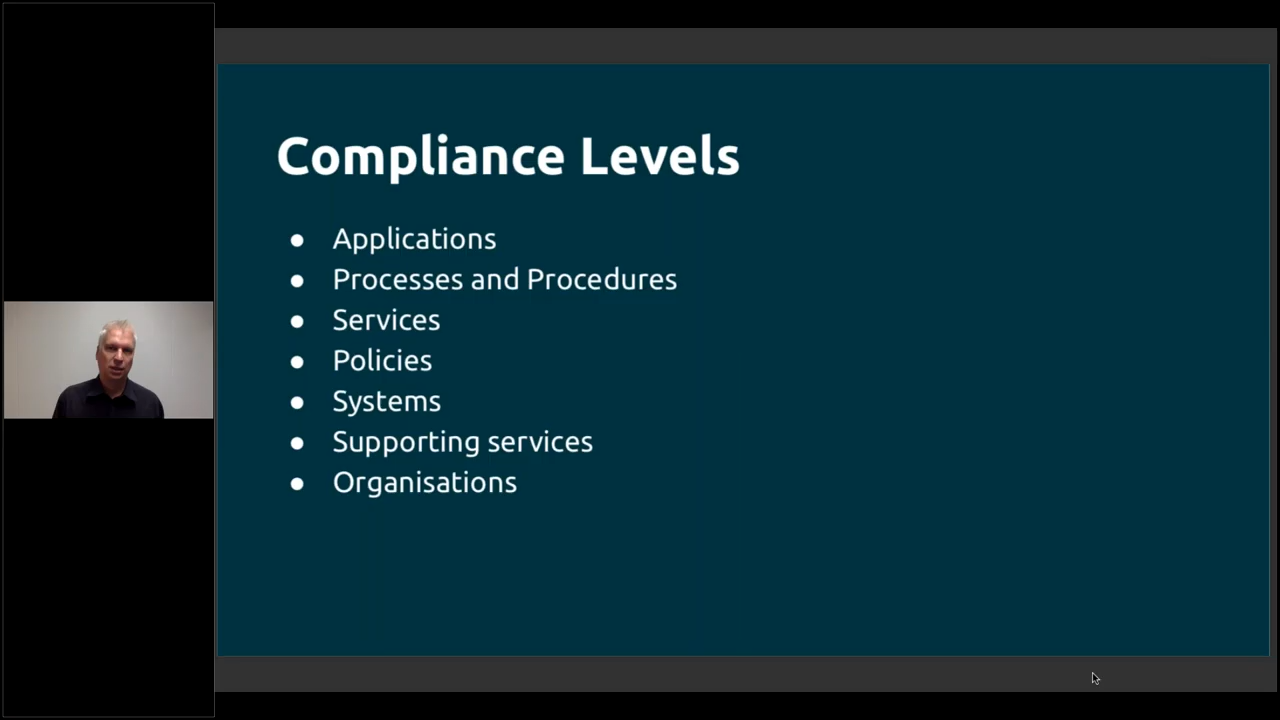 Compliance Levels
● Applications
● Processes and Procedures
● Services
● Policies
● Systems
● Supporting services
● Organisations